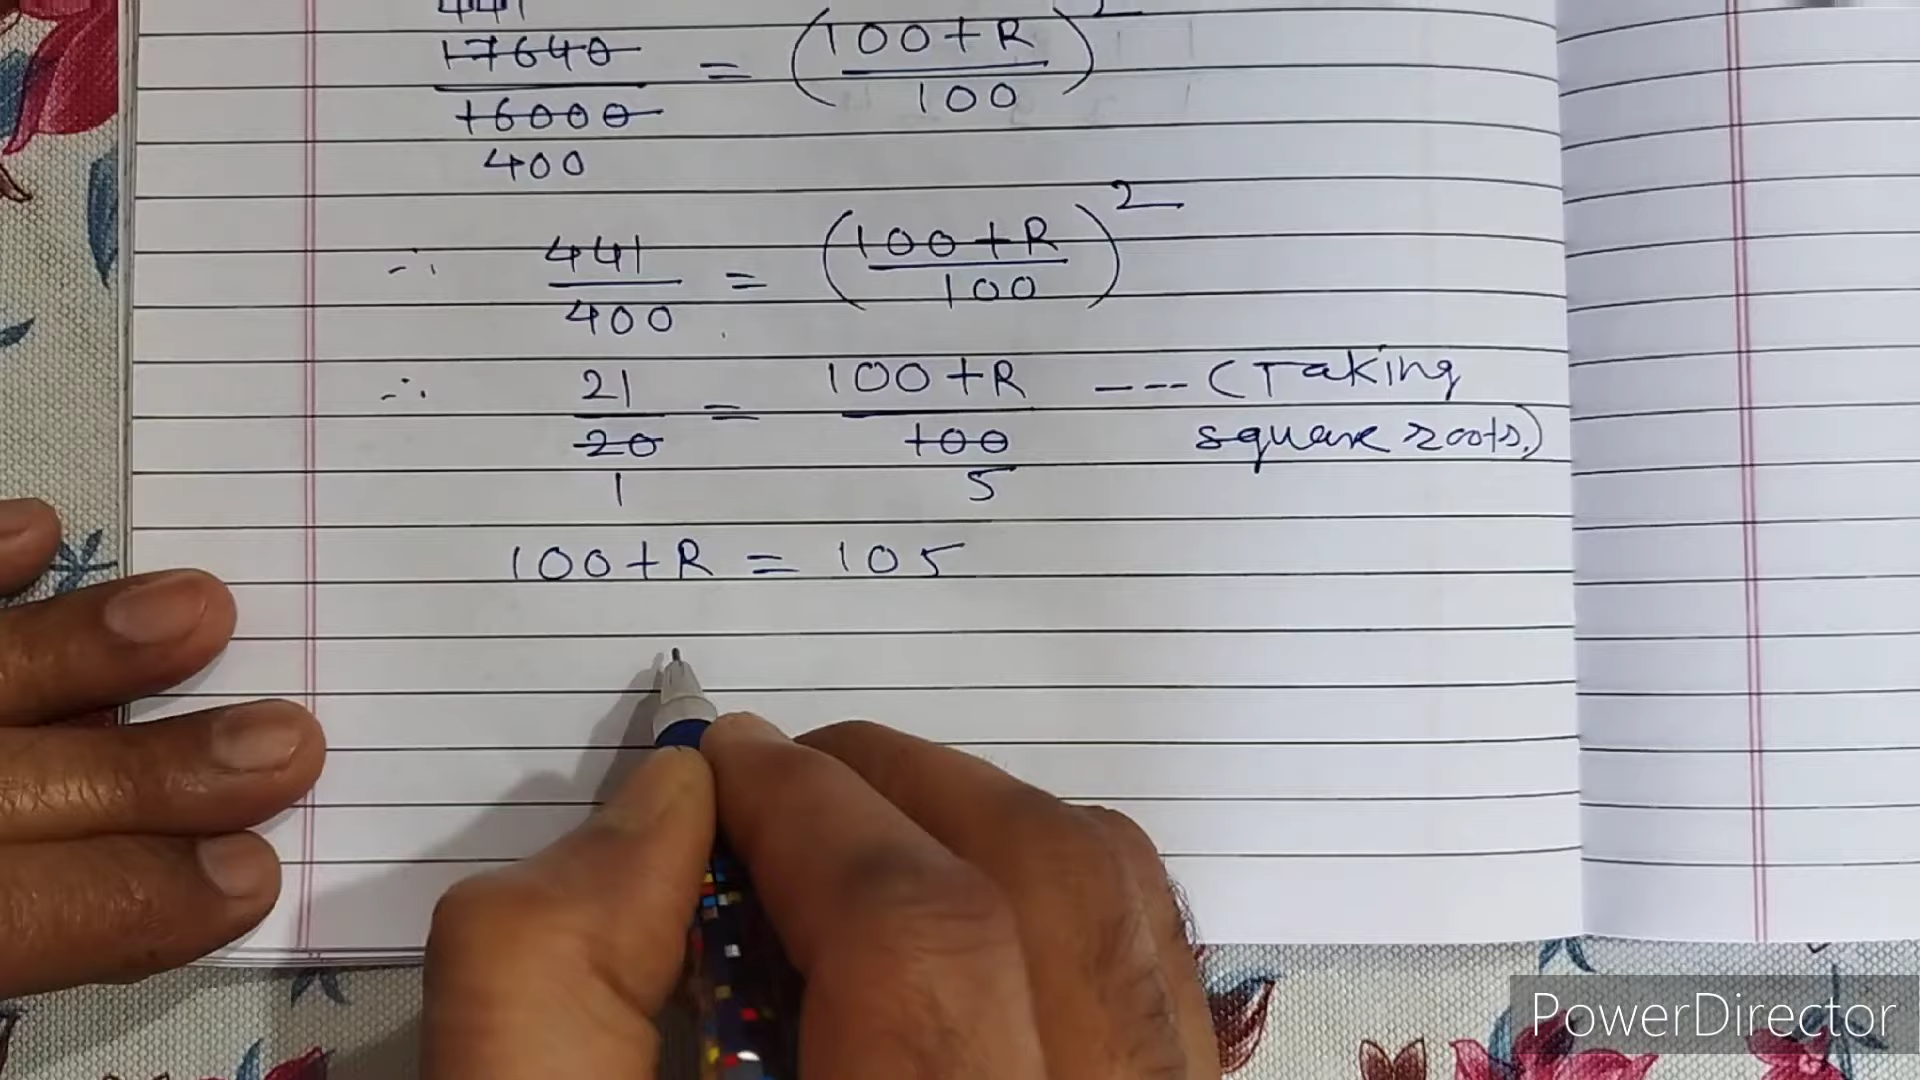 441
17640 = (100+R)2
16000 100
400
∴ 441 = (100+R)2
400 100
∴ 21 = 100+R --- (Taking
20 100 square roots.)
1 5
100+R = 105
PowerDirector